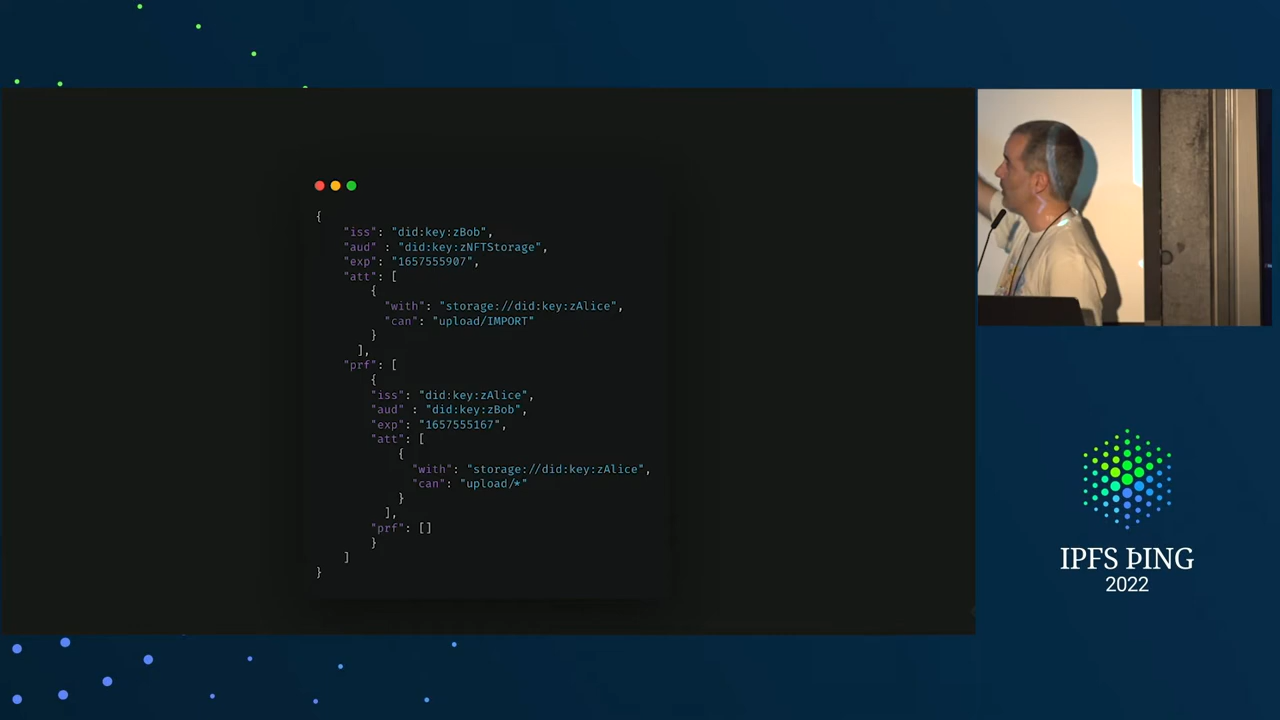 {
"iss": "did:key:zBob",
"aud" : "did:key:zNFTStorage",
"exp": "1657555907",
"att": [
{
"with": "storage://did:key:zAlice",
"can": "upload/IMPORT"
}
],
"prf": [
{
"iss": "did:key:zAlice",
"aud" : "did:key:zBob",
"exp": "1657555167",
"att": [
{
"with": "storage://did:key:zAlice",
"can": "upload/*"
}
],
"prf": []
}
]
}
IPFS ÞING
2022